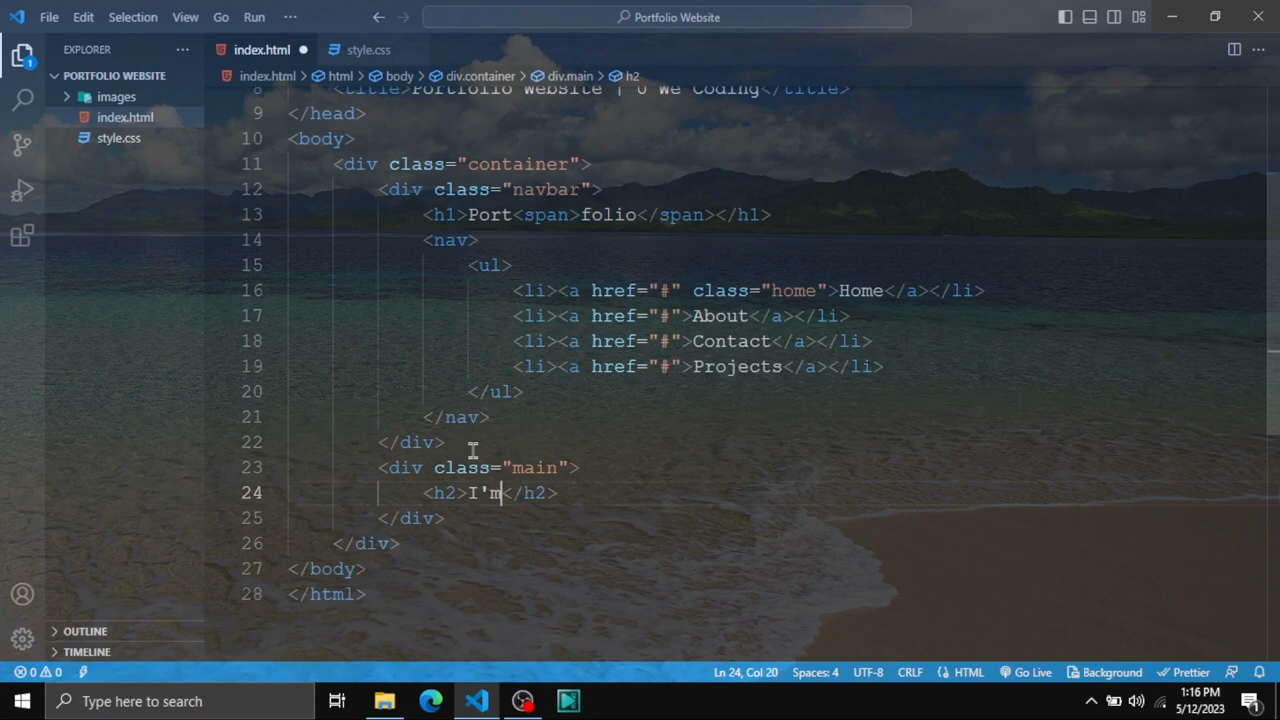 File Edit Selection View Go Run ··· Portfolio Website
EXPLORER ···
index.html
style.css
PORTFOLIO WEBSITE
images
index.html
style.css
index.html > html > body > div.container > div.main > h2
8 <title>Portfolio Website | U We Coding</title>
9 </head>
10 <body>
11 <div class="container">
12 <div class="navbar">
13 <h1>Port<span>folio</span></h1>
14 <nav>
15 <ul>
16 <li><a href="#" class="home">Home</a></li>
17 <li><a href="#">About</a></li>
18 <li><a href="#">Contact</a></li>
19 <li><a href="#">Projects</a></li>
20 </ul>
21 </nav>
22 </div>
23 <div class="main">
24 <h2>I'm</h2>
25 </div>
26 </div>
27 </body>
28 </html>
OUTLINE
TIMELINE
0 0 Ln 24, Col 20 Spaces: 4 UTF-8 CRLF HTML Go Live Background Prettier
Type here to search
1:16 PM
5/12/2023
1
1